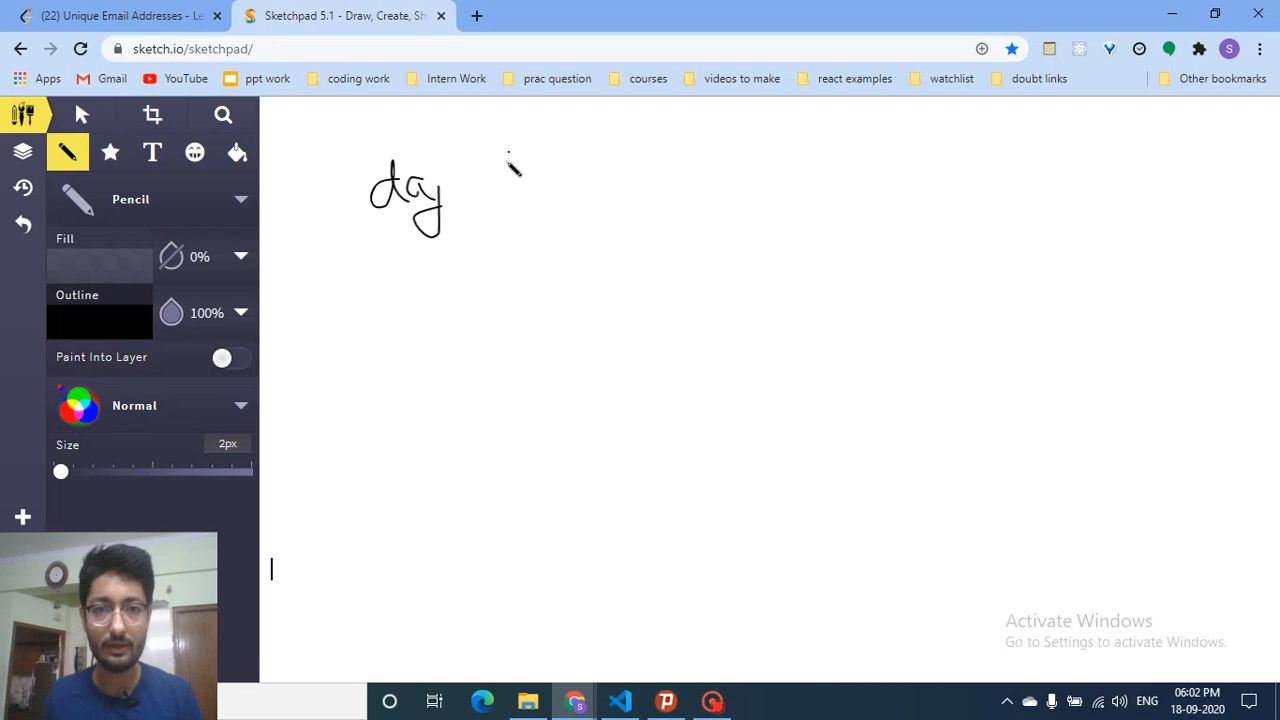 (22) Unique Email Addresses - Le
Sketchpad 5.1 - Draw, Create, Sh
sketch.io/sketchpad/
S
Apps Gmail YouTube ppt work coding work Intern Work prac question courses videos to make react examples watchlist doubt links Other bookmarks
day
Pencil
Fill
0%
Outline
100%
Paint Into Layer
Normal
Size
2px
Activate Windows
Go to Settings to activate Windows.
ENG
06:02 PM
18-09-2020